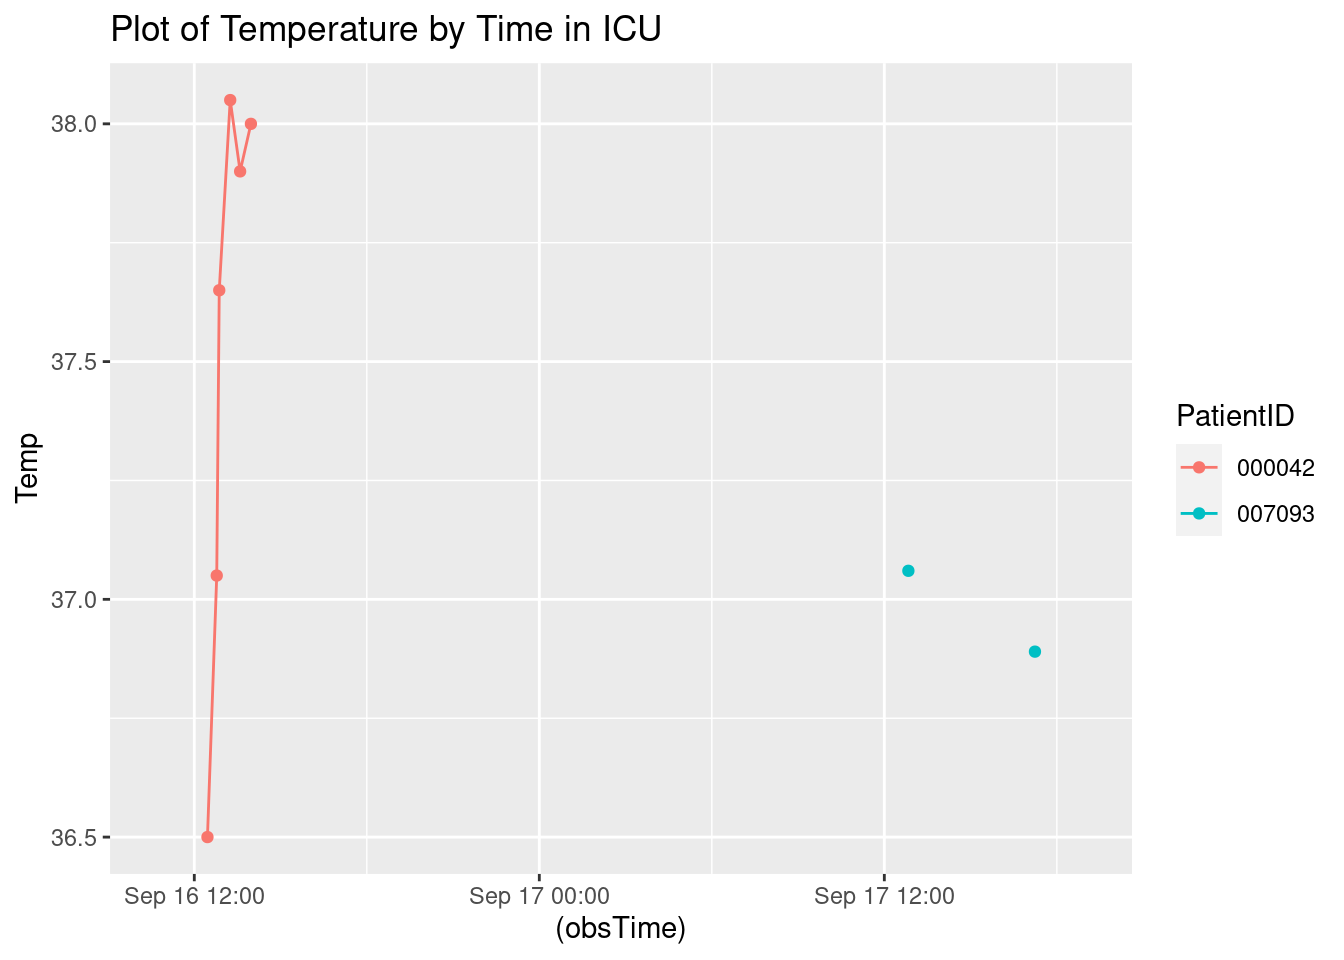 Plot of Temperature by Time in ICU
38.0
37.5
37.0
36.5
Temp
Sep 16 12:00
Sep 17 00:00
Sep 17 12:00
(obsTime)
PatientID
000042
007093